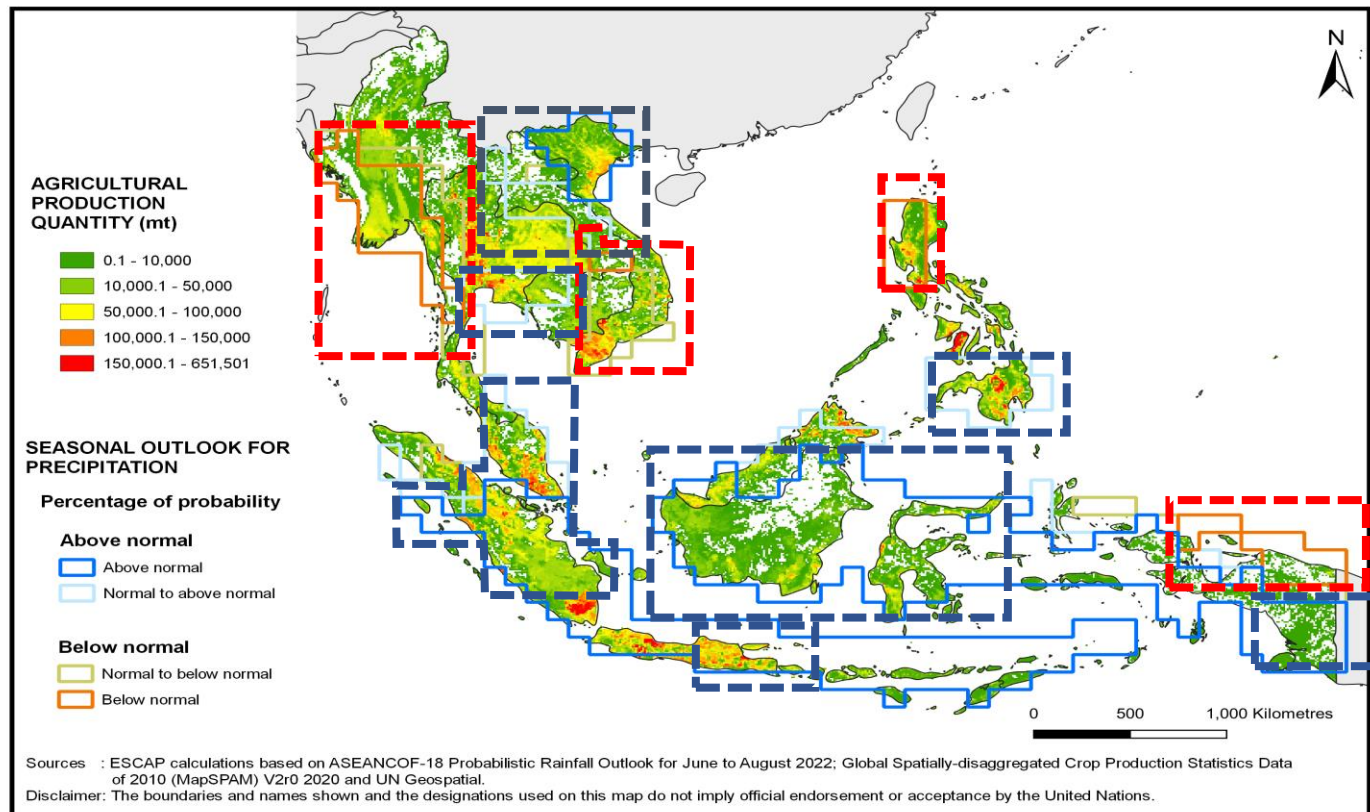 N
AGRICULTURAL
PRODUCTION
QUANTITY (mt)
0.1 - 10,000
10,000.1 - 50,000
50,000.1 - 100,000
100,000.1 - 150,000
150,000.1 - 651,501
SEASONAL OUTLOOK FOR
PRECIPITATION
Percentage of probability
Above normal
Above normal
Normal to above normal
Below normal
Normal to below normal
Below normal
0 500 1,000 Kilometres
Sources : ESCAP calculations based on ASEANCOF-18 Probabilistic Rainfall Outlook for June to August 2022; Global Spatially-disaggregated Crop Production Statistics Data
of 2010 (MapSPAM) V2r0 2020 and UN Geospatial.
Disclaimer: The boundaries and names shown and the designations used on this map do not imply official endorsement or acceptance by the United Nations.